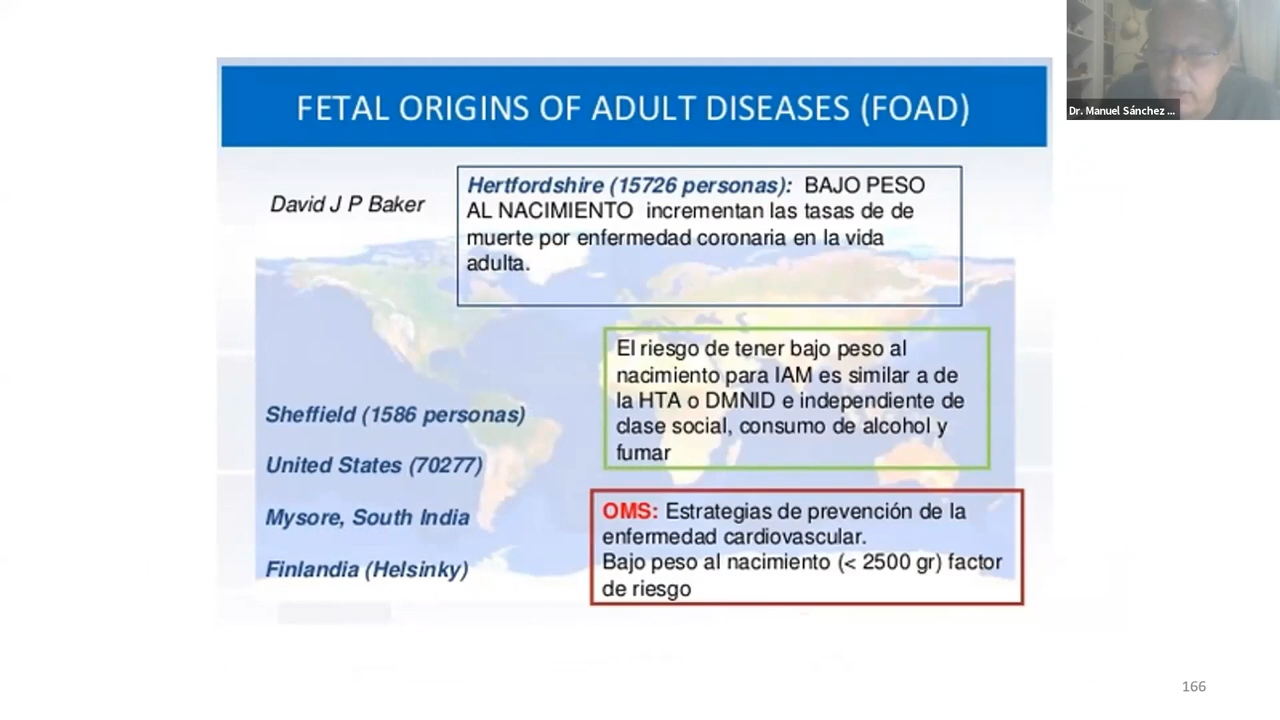 Dr. Manuel Sánchez ...
FETAL ORIGINS OF ADULT DISEASES (FOAD)
David J P Baker
Hertfordshire (15726 personas): BAJO PESO
AL NACIMIENTO incrementan las tasas de de
muerte por enfermedad coronaria en la vida
adulta.
El riesgo de tener bajo peso al
nacimiento para IAM es similar a de
la HTA o DMNID e independiente de
clase social, consumo de alcohol y
fumar
Sheffield (1586 personas)
United States (70277)
Mysore, South India
Finlandia (Helsinky)
OMS: Estrategias de prevención de la
enfermedad cardiovascular.
Bajo peso al nacimiento (< 2500 gr) factor
de riesgo
166